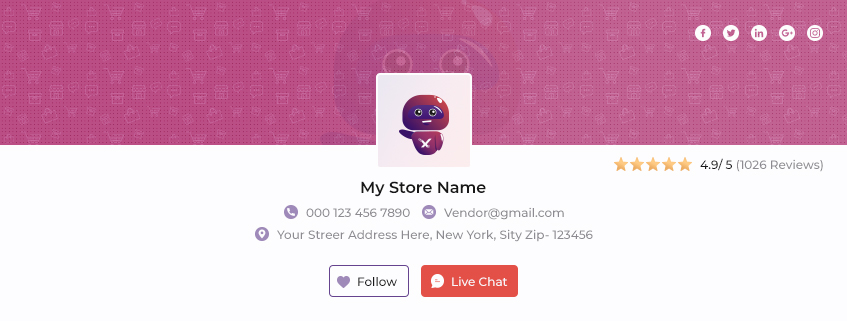 4.9/ 5 (1026 Reviews)
My Store Name
000 123 456 7890 Vendor@gmail.com
Your Streer Address Here, New York, Sity Zip- 123456
Follow Live Chat